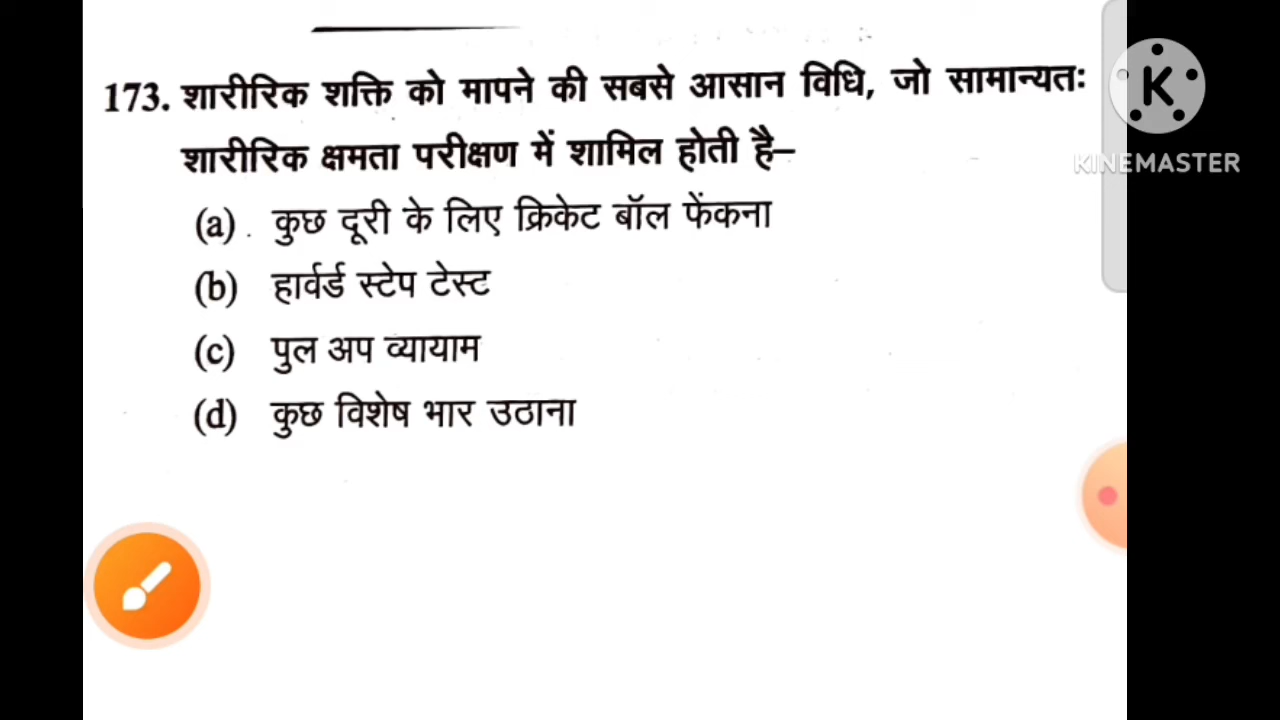 173. शारीरिक शक्ति को मापने की सबसे आसान विधि, जो सामान्यतः
शारीरिक क्षमता परीक्षण में शामिल होती है–
(a) कुछ दूरी के लिए क्रिकेट बॉल फेंकना
(b) हार्वर्ड स्टेप टेस्ट
(c) पुल अप व्यायाम
(d) कुछ विशेष भार उठाना
K
KINEMASTER